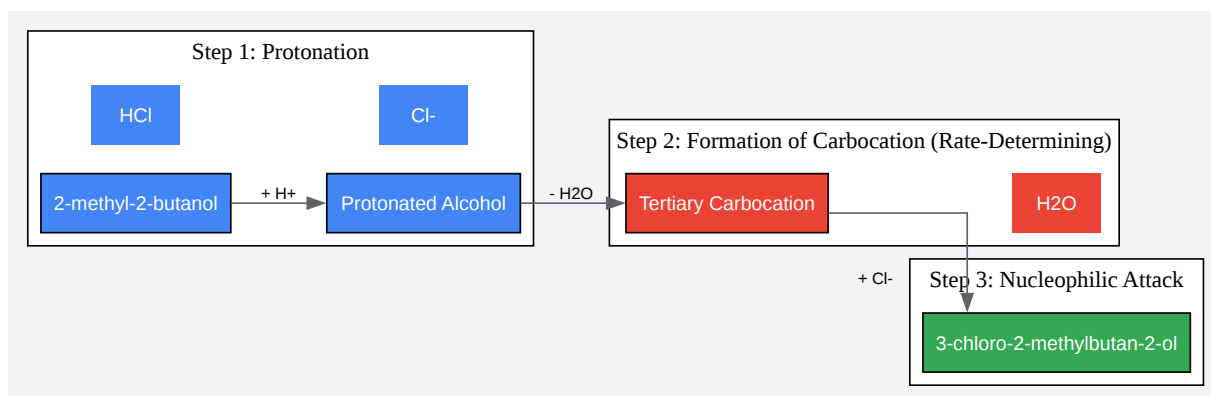 Step 1: Protonation
HCl
Cl-
2-methyl-2-butanol
+ H+
Protonated Alcohol
- H2O
Step 2: Formation of Carbocation (Rate-Determining)
Tertiary Carbocation
H2O
+ Cl-
Step 3: Nucleophilic Attack
3-chloro-2-methylbutan-2-ol